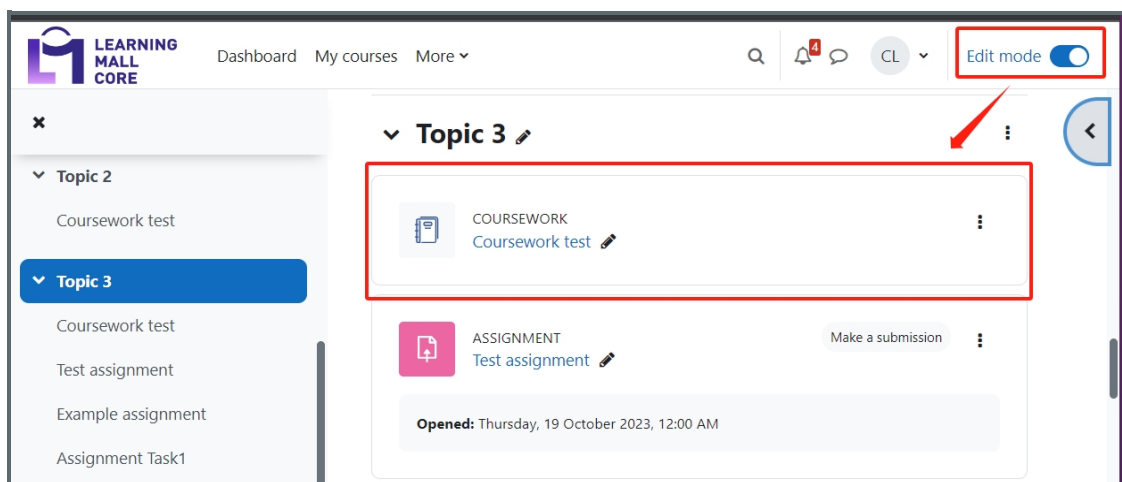 LEARNING
MALL
CORE
Dashboard My courses More
4
CL
Edit mode
Topic 2
Coursework test
Topic 3
Coursework test
Test assignment
Example assignment
Assignment Task1
Topic 3
COURSEWORK
Coursework test
ASSIGNMENT
Test assignment
Make a submission
Opened: Thursday, 19 October 2023, 12:00 AM